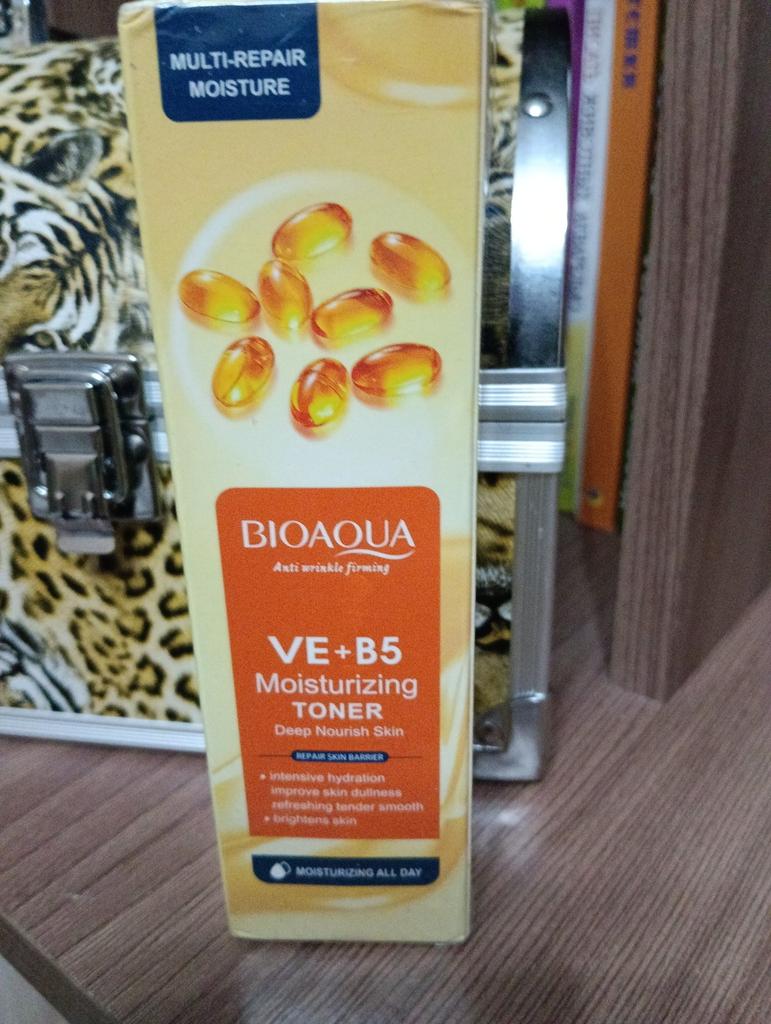 MULTI-REPAIR
MOISTURE
BIOAQUA
Anti wrinkle firming
VE+B5
Moisturizing
TONER
Deep Nourish Skin
REPAIR SKIN BARRIER
• intensive hydration
improve skin dullness
refreshing tender smooth
• brightens skin
MOISTURIZING ALL DAY